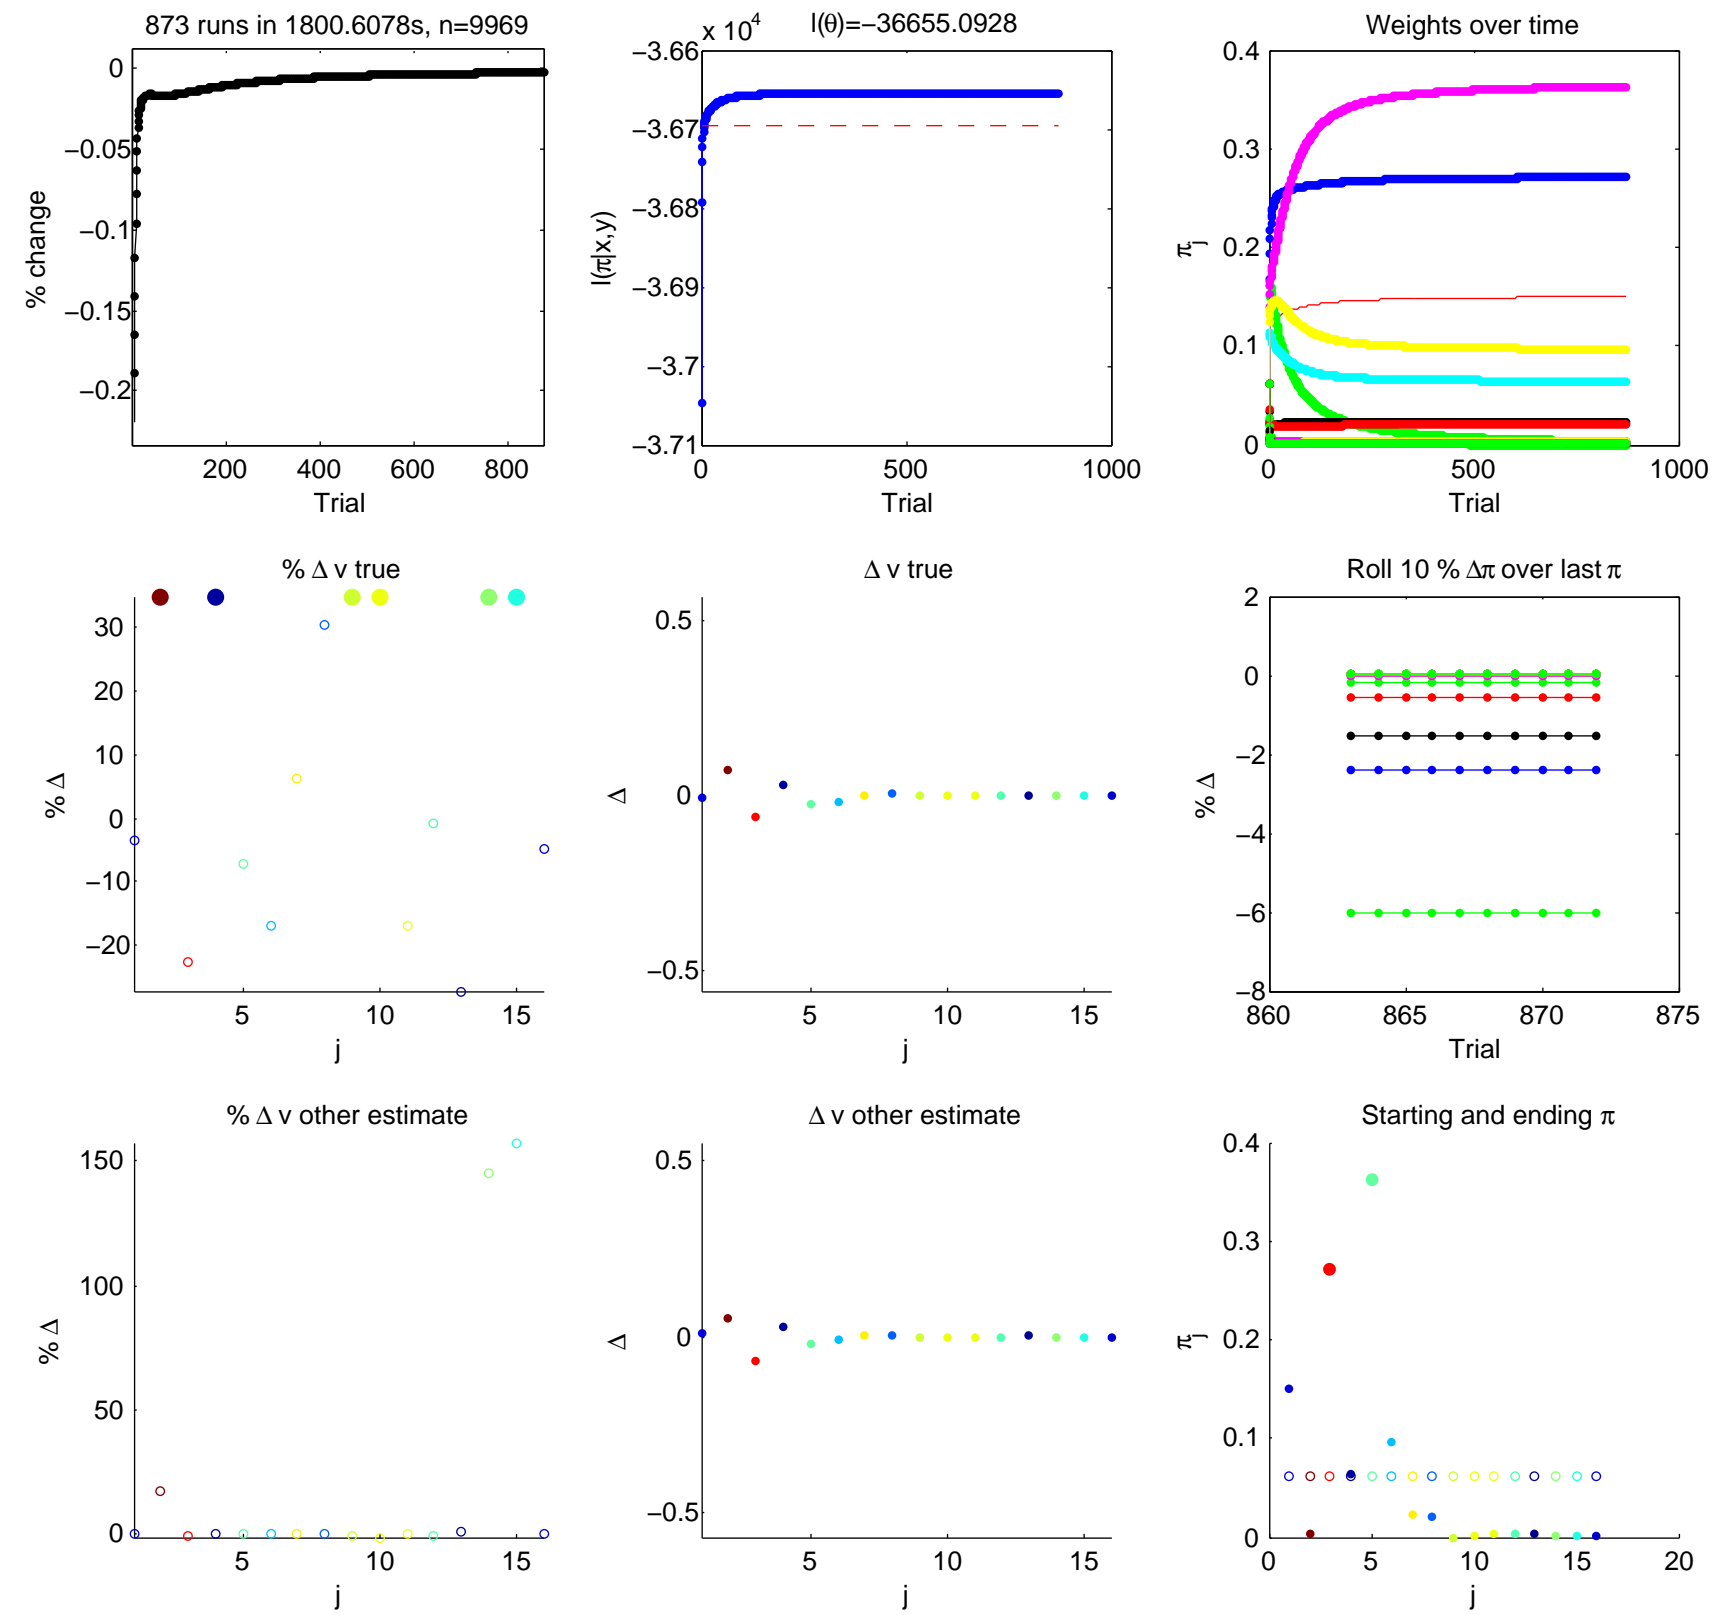 873 runs in 1800.6078s, n=9969
0
−0.05
−0.1
−0.15
−0.2
% change
200 400 600 800
Trial
x 10^4
l(θ)=−36655.0928
−3.66
−3.67
−3.68
−3.69
−3.7
−3.71
l(π|x,y)
0 500 1000
Trial
Weights over time
0.4
0.3
0.2
0.1
0
π_j
0 500 1000
Trial
% Δ v true
30
20
10
0
−10
−20
% Δ
5 10 15
j
Δ v true
0.5
0
−0.5
Δ
5 10 15
j
Roll 10 % Δπ over last π
2
0
−2
−4
−6
−8
% Δ
860 865 870 875
Trial
% Δ v other estimate
150
100
50
0
% Δ
5 10 15
j
Δ v other estimate
0.5
0
−0.5
Δ
5 10 15
j
Starting and ending π
0.4
0.3
0.2
0.1
0
π_j
0 5 10 15 20
j